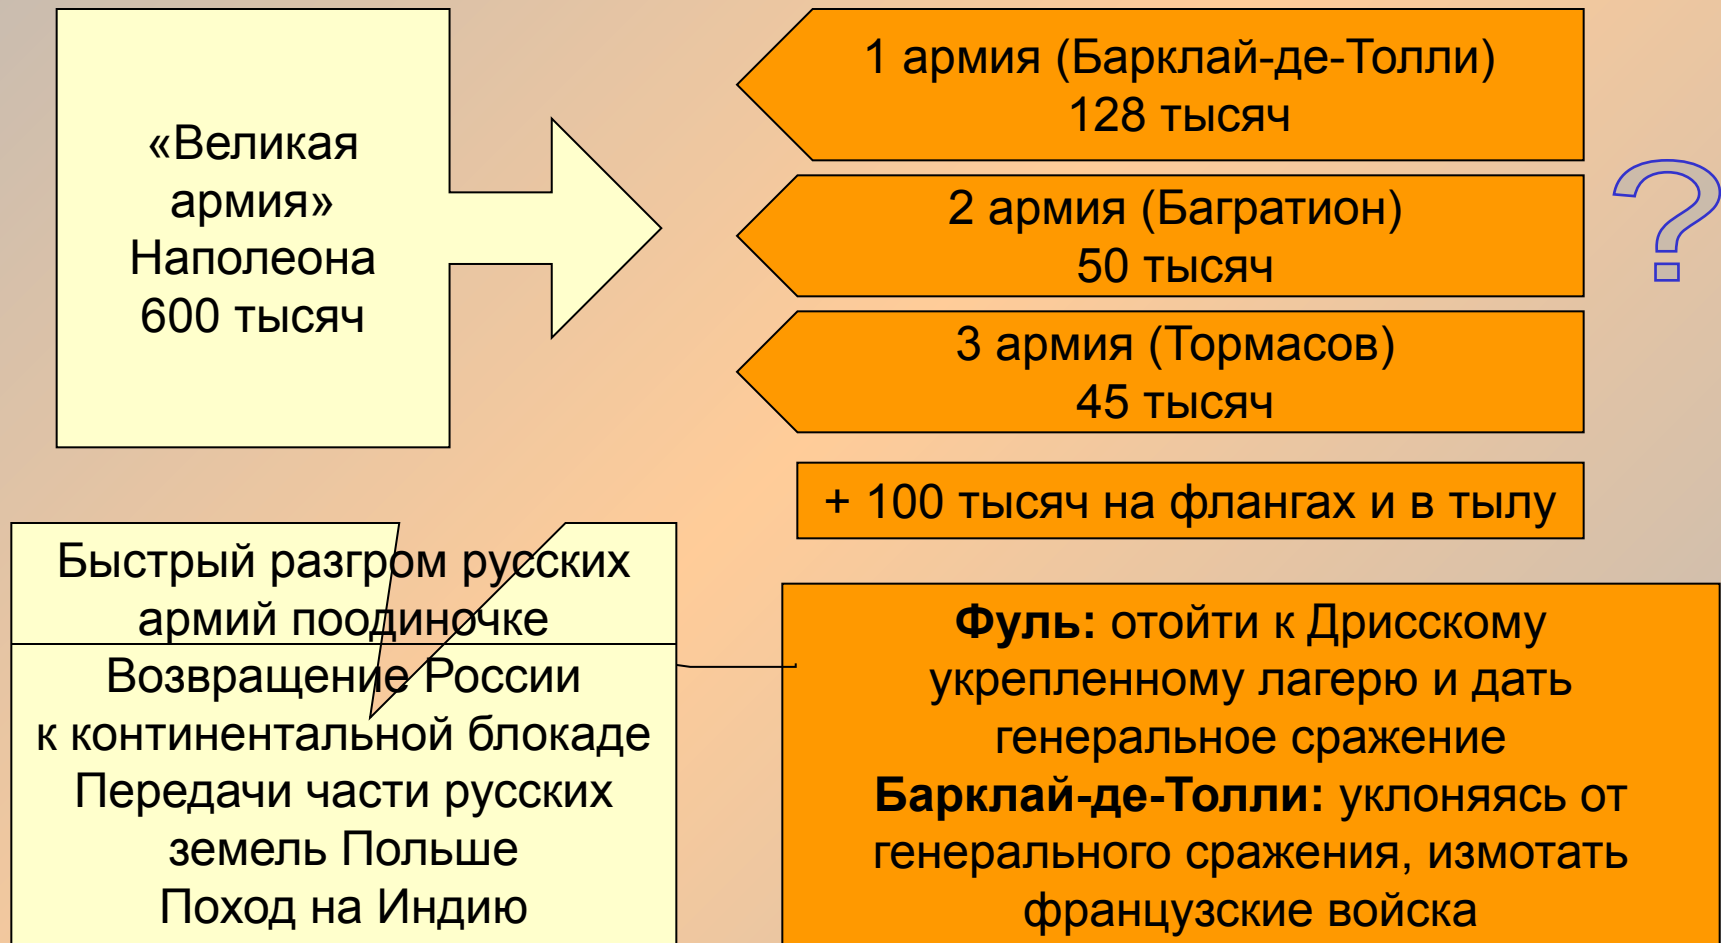 «Великая
армия»
Наполеона
600 тысяч
1 армия (Барклай-де-Толли)
128 тысяч
2 армия (Багратион)
50 тысяч
3 армия (Тормасов)
45 тысяч
+ 100 тысяч на флангах и в тылу
?
Быстрый разгром русских
армий поодиночке
Возвращение России
к континентальной блокаде
Передачи части русских
земель Польше
Поход на Индию
Фуль: отойти к Дрисскому
укрепленному лагерю и дать
генеральное сражение
Барклай-де-Толли: уклоняясь от
генерального сражения, измотать
французские войска